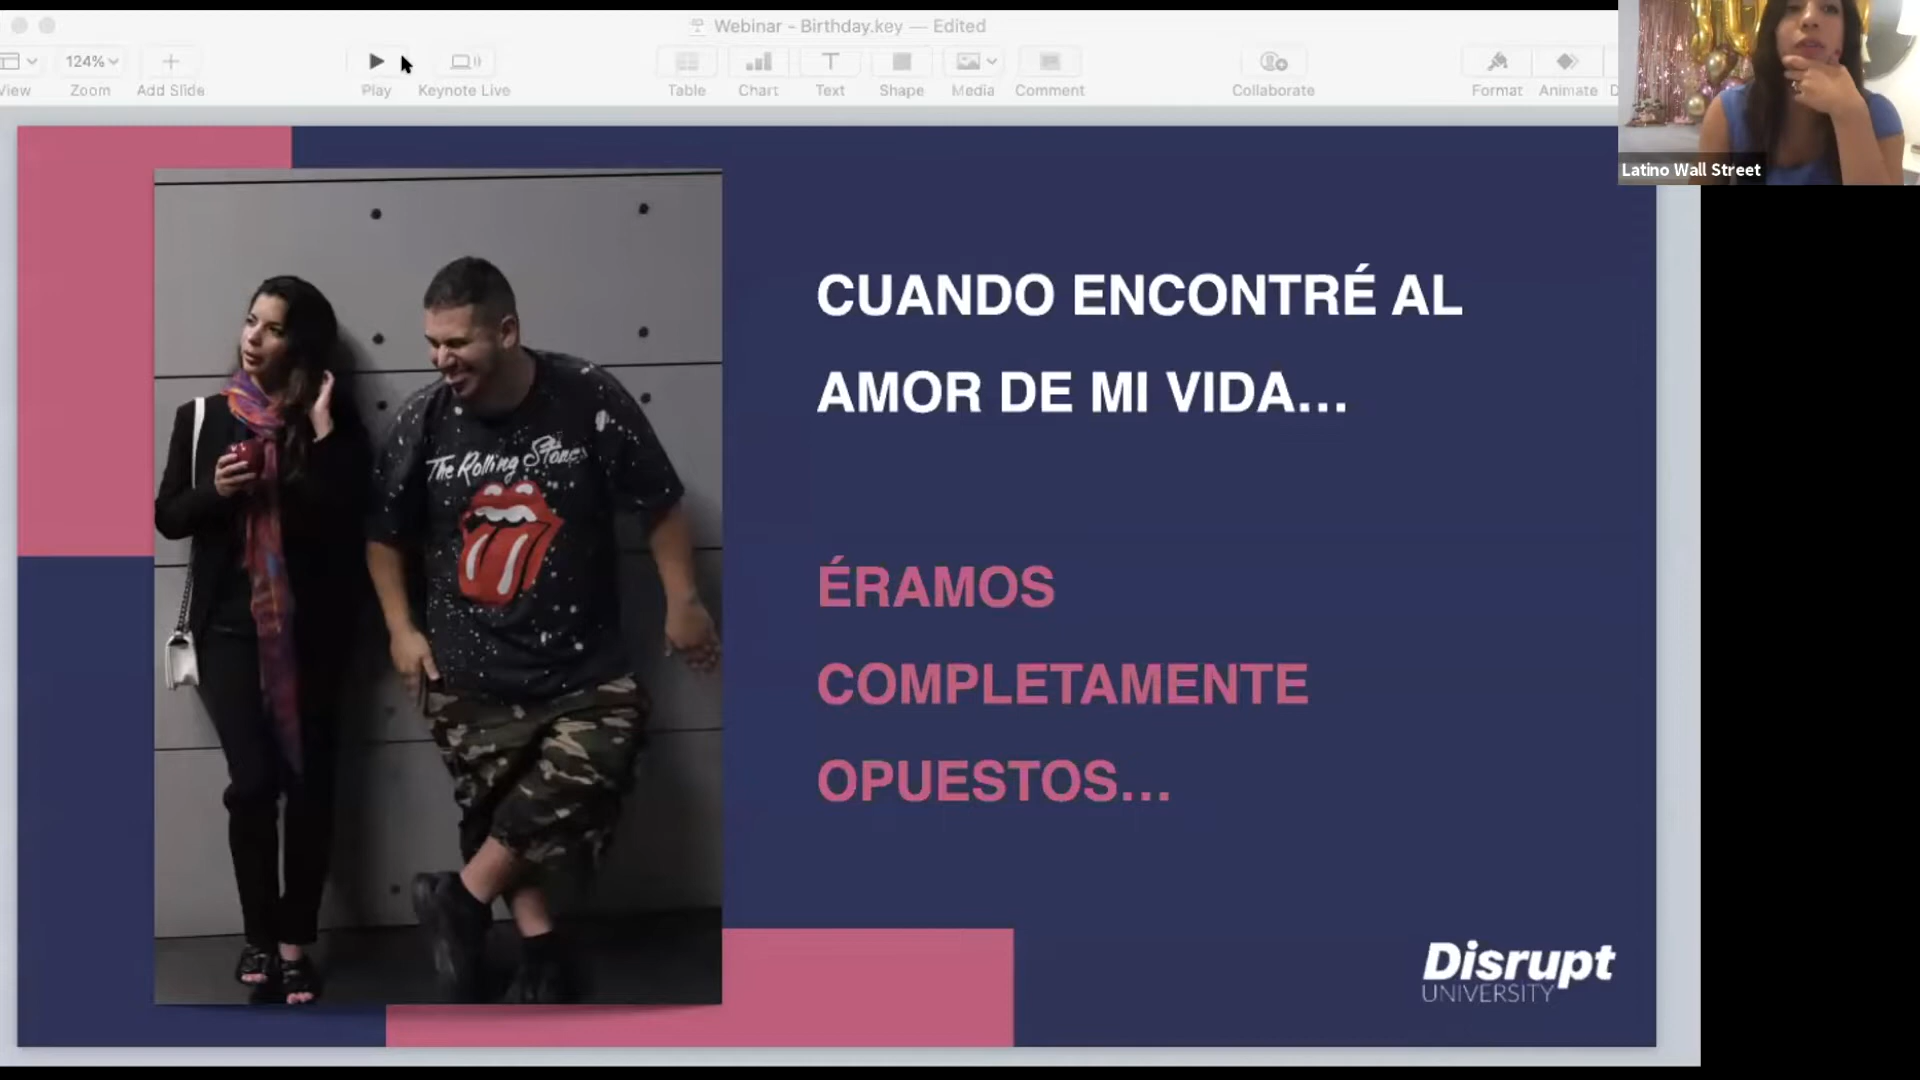 Webinar - Birthday.key — Edited
124%
View
Zoom
Add Slide
Play
Keynote Live
Table
Chart
Text
Shape
Media
Comment
Collaborate
Format
Animate
Latino Wall Street
CUANDO ENCONTRÉ AL
AMOR DE MI VIDA...
The Rolling Stones
ÉRAMOS
COMPLETAMENTE
OPUESTOS...
Disrupt
UNIVERSITY